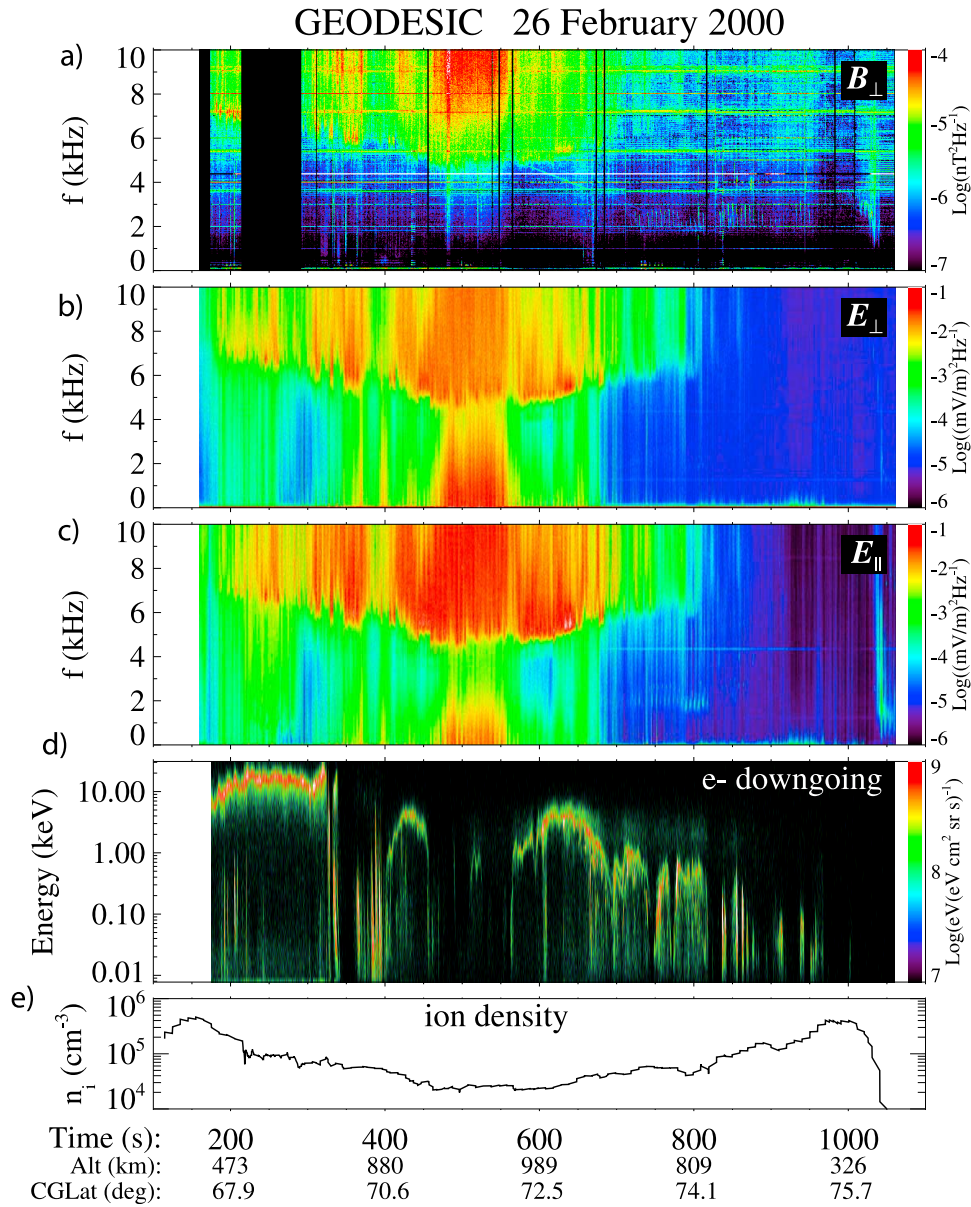 GEODESIC 26 February 2000
a)
10
8
6
4
2
0
f (kHz)
B⊥
-4
-5
-6
-7
Log(nT²Hz⁻¹)
b)
10
8
6
4
2
0
f (kHz)
E⊥
-1
-2
-3
-4
-5
-6
Log((mV/m)²Hz⁻¹)
c)
10
8
6
4
2
0
f (kHz)
E||
-1
-2
-3
-4
-5
-6
Log((mV/m)²Hz⁻¹)
d)
10.00
1.00
0.10
0.01
Energy (keV)
e- downgoing
9
8
7
Log(eV(eV cm² sr s)⁻¹)
e)
10⁶
10⁵
10⁴
n_i (cm⁻³)
ion density
Time (s): 200 400 600 800 1000
Alt (km): 473 880 989 809 326
CGLat (deg): 67.9 70.6 72.5 74.1 75.7